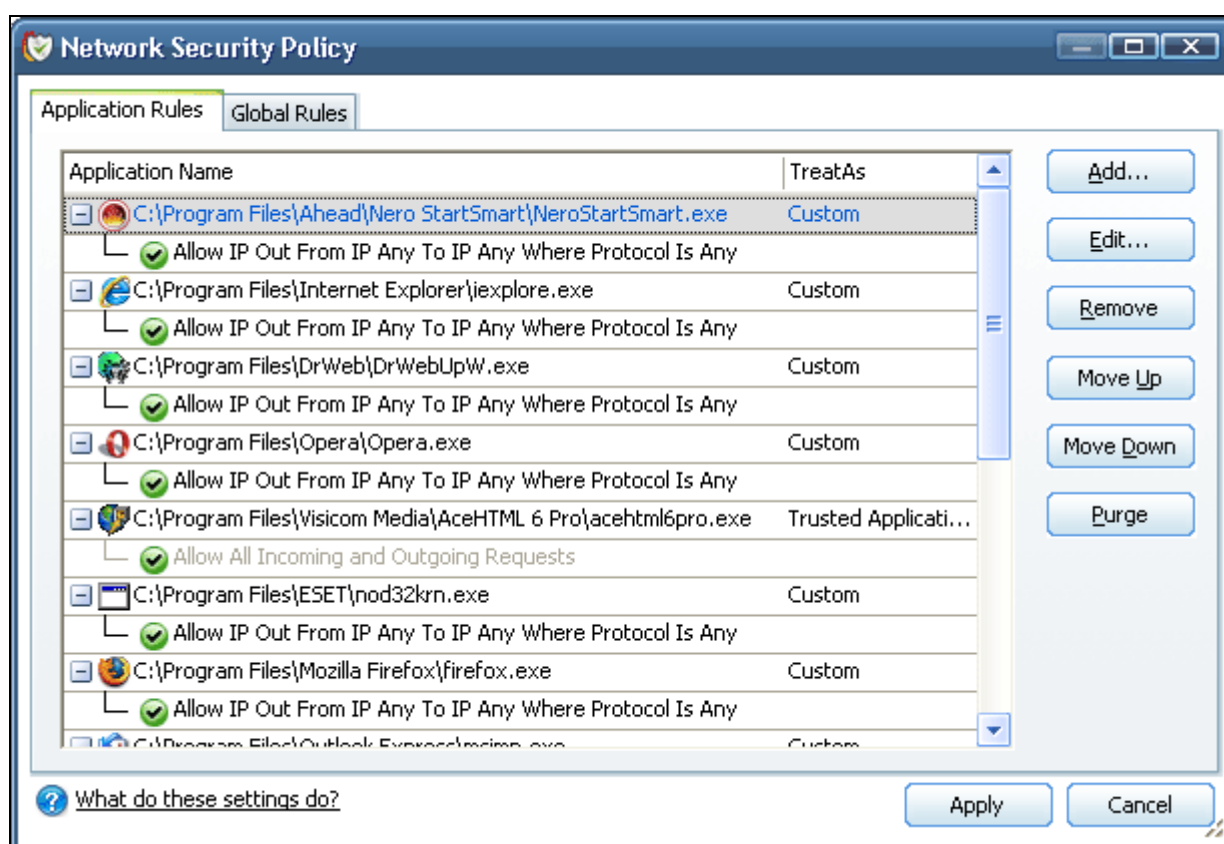 Network Security Policy
Application Rules Global Rules
Application Name TreatAs
C:\Program Files\Ahead\Nero StartSmart\NeroStartSmart.exe Custom
Allow IP Out From IP Any To IP Any Where Protocol Is Any
C:\Program Files\Internet Explorer\iexplore.exe Custom
Allow IP Out From IP Any To IP Any Where Protocol Is Any
C:\Program Files\DrWeb\DrWebUpW.exe Custom
Allow IP Out From IP Any To IP Any Where Protocol Is Any
C:\Program Files\Opera\Opera.exe Custom
Allow IP Out From IP Any To IP Any Where Protocol Is Any
C:\Program Files\Visicom Media\AceHTML 6 Pro\acehtml6pro.exe Trusted Applicati...
Allow All Incoming and Outgoing Requests
C:\Program Files\ESET\nod32krn.exe Custom
Allow IP Out From IP Any To IP Any Where Protocol Is Any
C:\Program Files\Mozilla Firefox\firefox.exe Custom
Allow IP Out From IP Any To IP Any Where Protocol Is Any
C:\Program Files\Outlook Express\msimn.exe Custom
Add...
Edit...
Remove
Move Up
Move Down
Purge
What do these settings do?
Apply Cancel